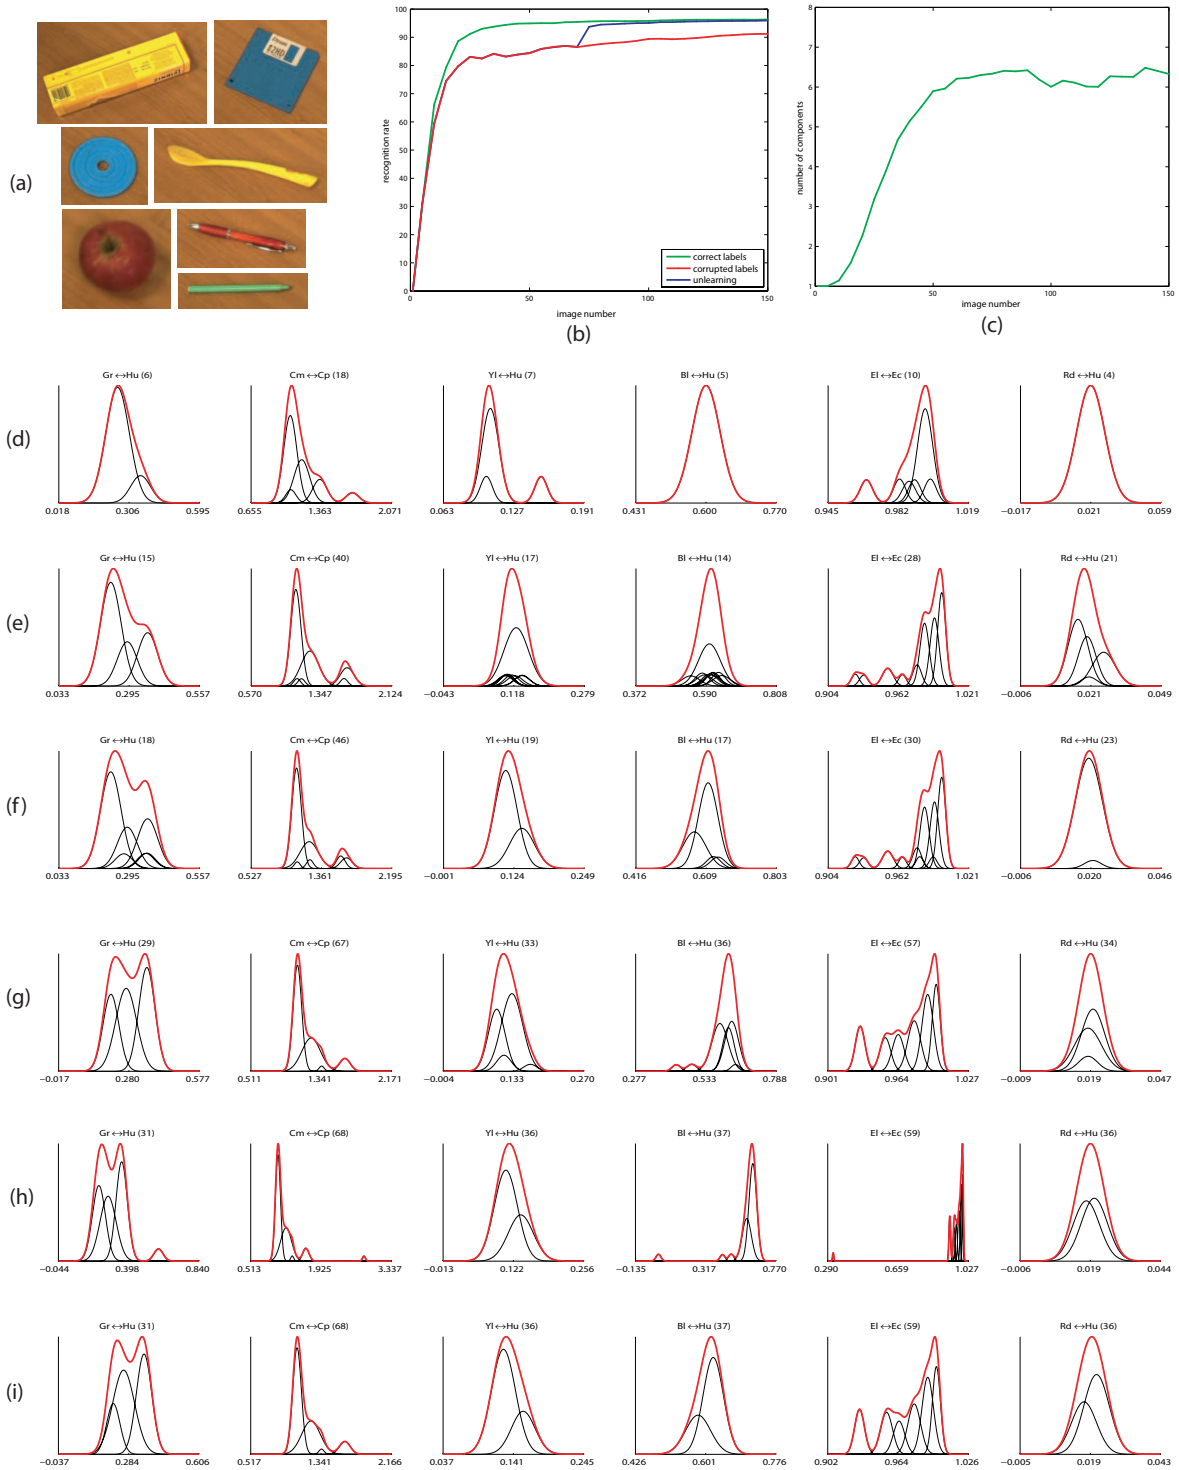 (a)
100
90
80
70
60
50
40
30
20
10
0
recognition rate
correct labels
corrupted labels
unlearning
0 50 100 150
image number
(b)
8
7
6
5
4
3
2
1
number of components
0 50 100 150
image number
(c)
(d)
Gr ↔Hu (6) Cm ↔Cp (18) Yl ↔Hu (7) Bl ↔Hu (5) El ↔Ec (10) Rd ↔Hu (4)
0.018 0.306 0.595 0.655 1.363 2.071 0.063 0.127 0.191 0.431 0.600 0.770 0.945 0.982 1.019 −0.017 0.021 0.059
(e)
Gr ↔Hu (15) Cm ↔Cp (40) Yl ↔Hu (17) Bl ↔Hu (14) El ↔Ec (28) Rd ↔Hu (21)
0.033 0.295 0.557 0.570 1.347 2.124 −0.043 0.118 0.279 0.372 0.590 0.808 0.904 0.962 1.021 −0.006 0.021 0.049
(f)
Gr ↔Hu (18) Cm ↔Cp (46) Yl ↔Hu (19) Bl ↔Hu (17) El ↔Ec (30) Rd ↔Hu (23)
0.033 0.295 0.557 0.527 1.361 2.195 −0.001 0.124 0.249 0.416 0.609 0.803 0.904 0.962 1.021 −0.006 0.020 0.046
(g)
Gr ↔Hu (29) Cm ↔Cp (67) Yl ↔Hu (33) Bl ↔Hu (36) El ↔Ec (57) Rd ↔Hu (34)
−0.017 0.280 0.577 0.511 1.341 2.171 −0.004 0.133 0.270 0.277 0.533 0.788 0.901 0.964 1.027 −0.009 0.019 0.047
(h)
Gr ↔Hu (31) Cm ↔Cp (68) Yl ↔Hu (36) Bl ↔Hu (37) El ↔Ec (59) Rd ↔Hu (36)
−0.044 0.398 0.840 0.513 1.925 3.337 −0.013 0.122 0.256 −0.135 0.317 0.770 0.290 0.659 1.027 −0.006 0.019 0.044
(i)
Gr ↔Hu (31) Cm ↔Cp (68) Yl ↔Hu (36) Bl ↔Hu (37) El ↔Ec (59) Rd ↔Hu (36)
−0.037 0.284 0.606 0.517 1.341 2.166 0.037 0.141 0.245 0.426 0.601 0.776 0.902 0.964 1.026 −0.005 0.019 0.043